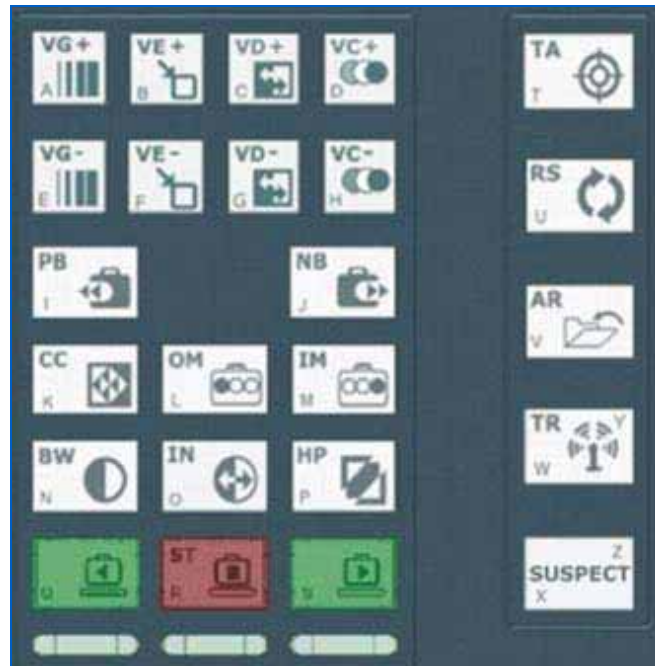 VG+ VE+ VD+ VC+ TA
A B C D T
VG- VE- VD- VC- RS
E F G H U
PB NB AR
I J V
CC OM IM TR Y
K L M W
BW IN HP
N O P
ST Z
SUSPECT
Q R S X